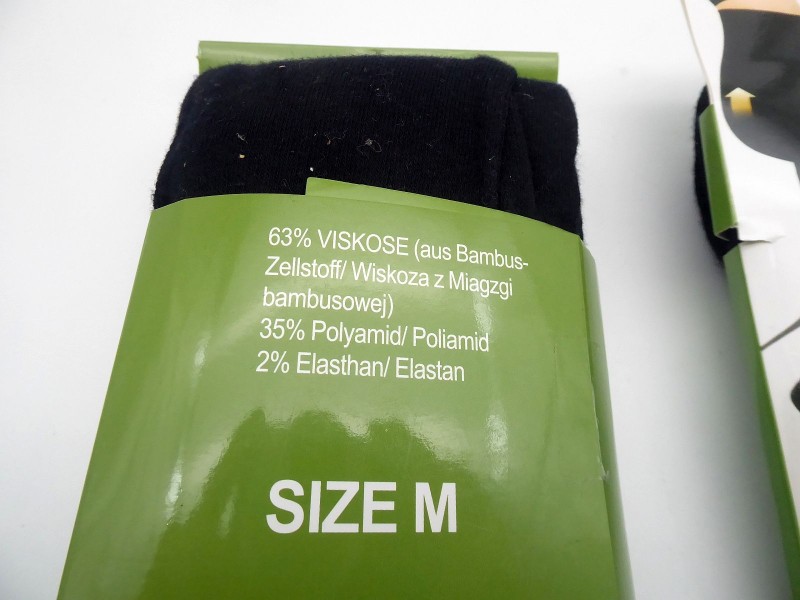 63% VISKOSE (aus Bambus-
Zellstoff/ Wiskoza z Miagzgi
bambusowej)
35% Polyamid/ Poliamid
2% Elasthan/ Elastan
SIZE M